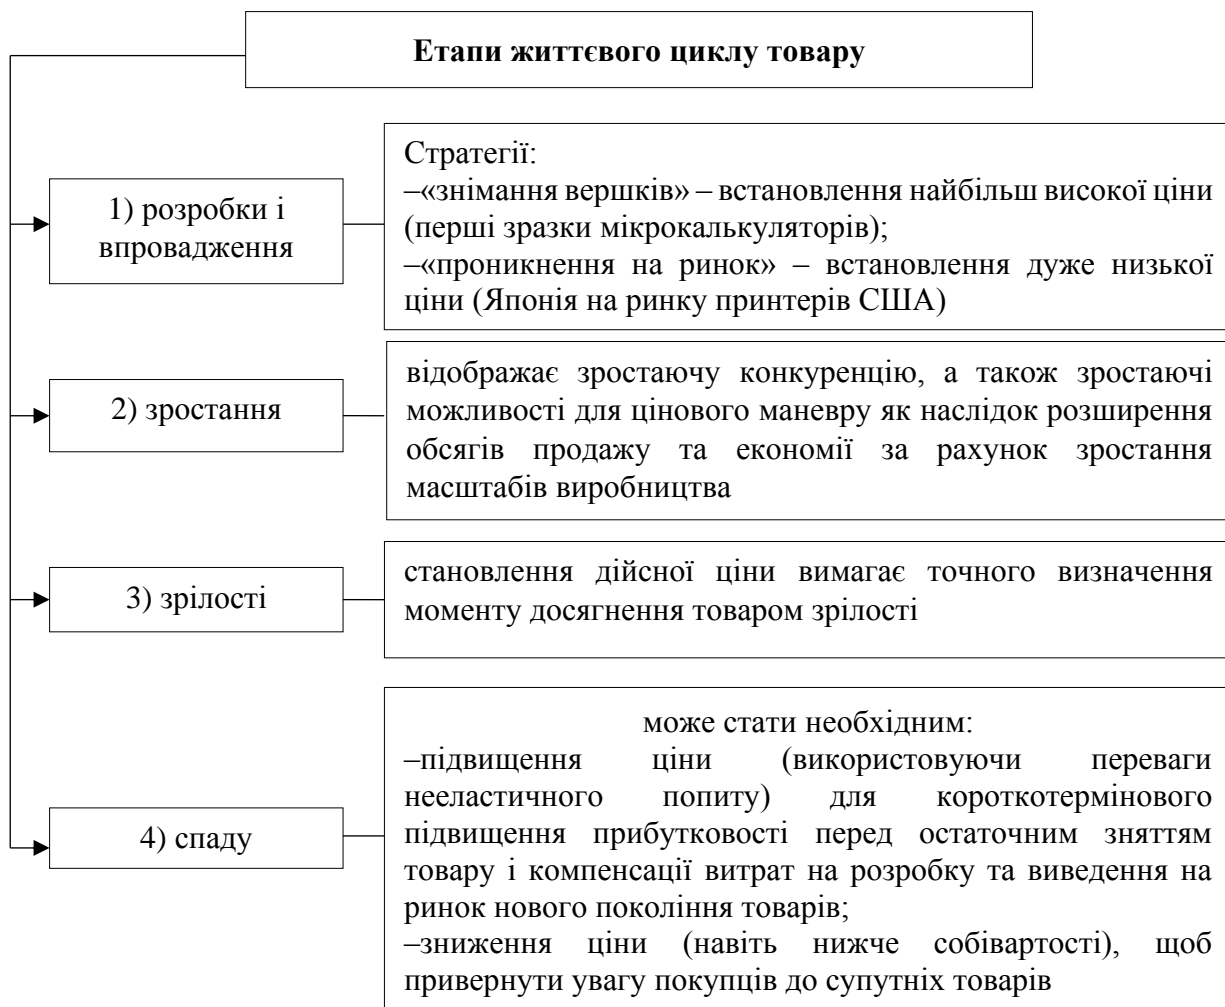 Етапи життєвого циклу товару
1) розробки і
впровадження
Стратегії:
–«знімання вершків» – встановлення найбільш високої ціни
(перші зразки мікрокалькуляторів);
–«проникнення на ринок» – встановлення дуже низької
ціни (Японія на ринку принтерів США)
2) зростання
відображає зростаючу конкуренцію, а також зростаючі
можливості для цінового маневру як наслідок розширення
обсягів продажу та економії за рахунок зростання
масштабів виробництва
3) зрілості
становлення дійсної ціни вимагає точного визначення
моменту досягнення товаром зрілості
4) спаду
може стати необхідним:
–підвищення ціни (використовуючи переваги
нееластичного попиту) для короткотермінового
підвищення прибутковості перед остаточним зняттям
товару і компенсації витрат на розробку та виведення на
ринок нового покоління товарів;
–зниження ціни (навіть нижче собівартості), щоб
привернути увагу покупців до супутніх товарів